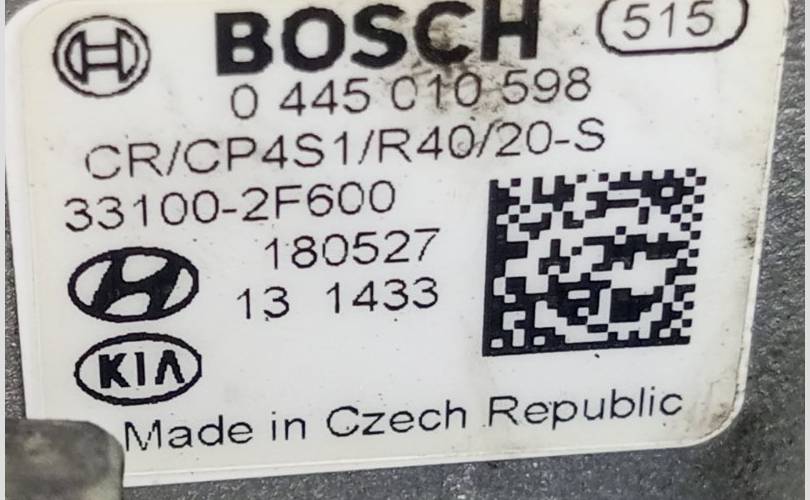 BOSCH 515
0 445 010 598
CR/CP4S1/R40/20-S
33100-2F600
180527
13 1433
KIA
Made in Czech Republic